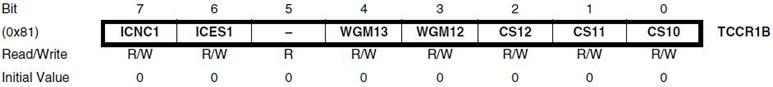 Bit 7 6 5 4 3 2 1 0
(0x81) ICNC1 ICES1 – WGM13 WGM12 CS12 CS11 CS10 TCCR1B
Read/Write R/W R/W R R/W R/W R/W R/W R/W
Initial Value 0 0 0 0 0 0 0 0